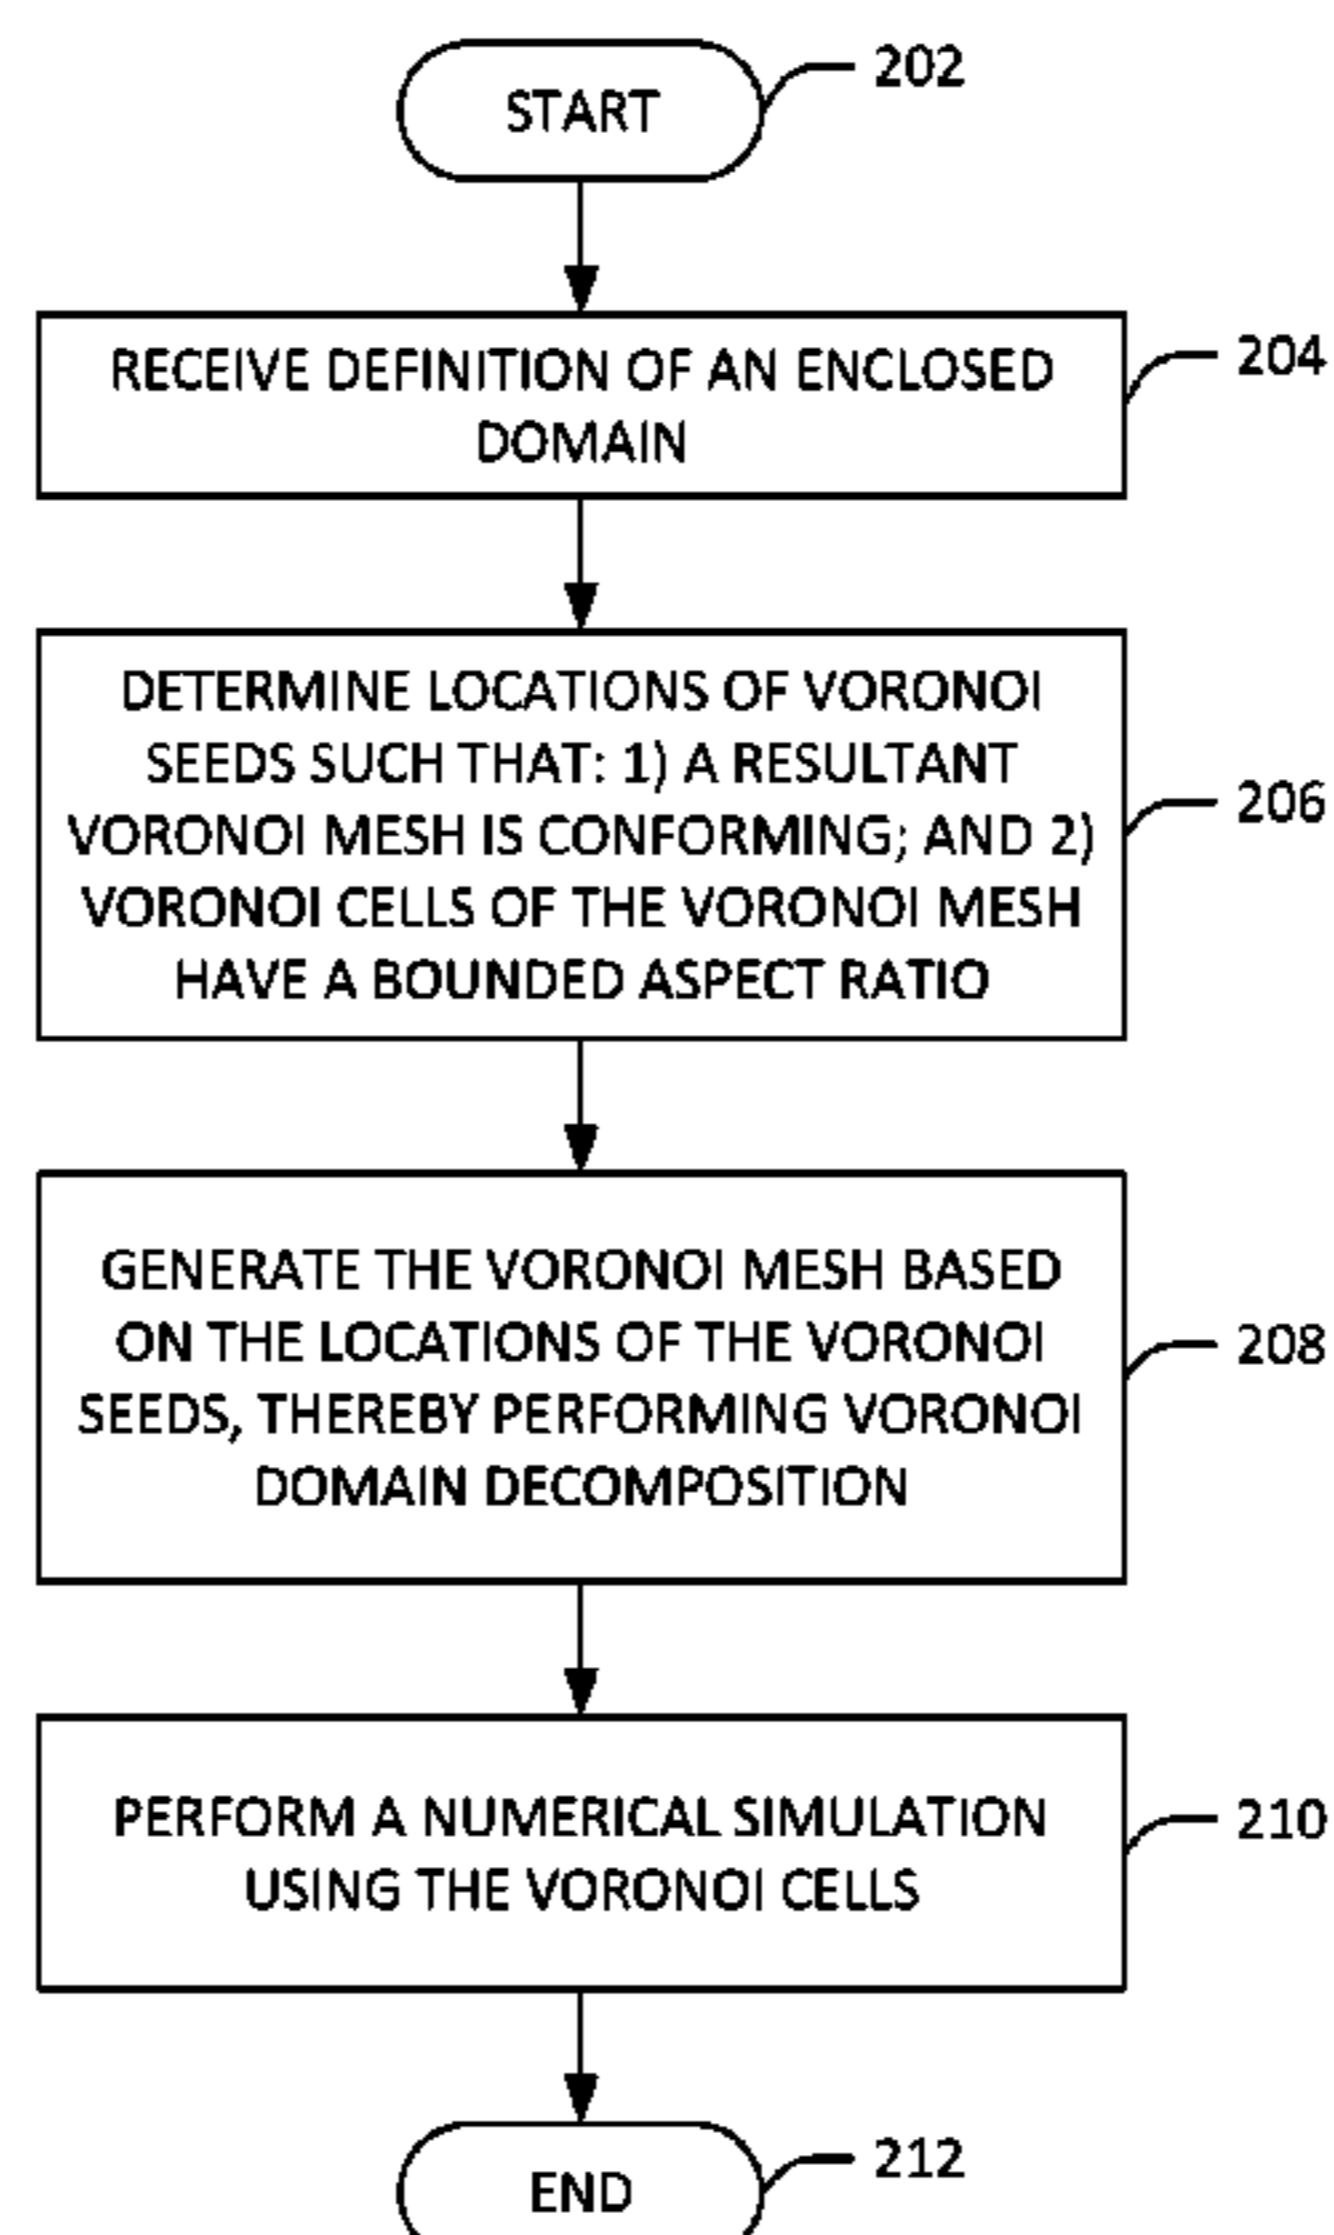 START
202
RECEIVE DEFINITION OF AN ENCLOSED
DOMAIN
204
DETERMINE LOCATIONS OF VORONOI
SEEDS SUCH THAT: 1) A RESULTANT
VORONOI MESH IS CONFORMING; AND 2)
VORONOI CELLS OF THE VORONOI MESH
HAVE A BOUNDED ASPECT RATIO
206
GENERATE THE VORONOI MESH BASED
ON THE LOCATIONS OF THE VORONOI
SEEDS, THEREBY PERFORMING VORONOI
DOMAIN DECOMPOSITION
208
PERFORM A NUMERICAL SIMULATION
USING THE VORONOI CELLS
210
END
212